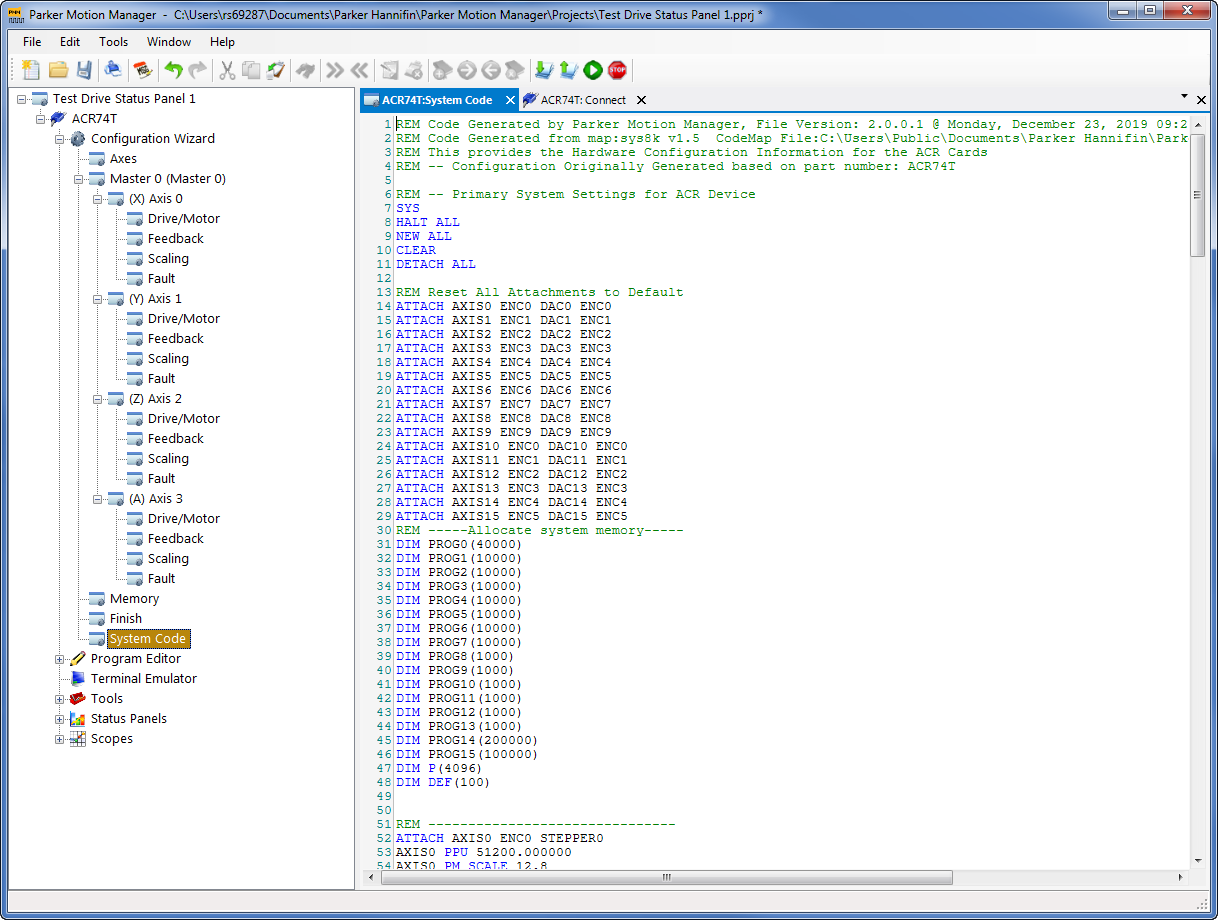 Parker Motion Manager - C:\Users\rs69287\Documents\Parker Hannifin\Parker Motion Manager\Projects\Test Drive Status Panel 1.pprj *
File Edit Tools Window Help
STOP
Test Drive Status Panel 1
ACR74T
Configuration Wizard
Axes
Master 0 (Master 0)
(X) Axis 0
Drive/Motor
Feedback
Scaling
Fault
(Y) Axis 1
Drive/Motor
Feedback
Scaling
Fault
(Z) Axis 2
Drive/Motor
Feedback
Scaling
Fault
(A) Axis 3
Drive/Motor
Feedback
Scaling
Fault
Memory
Finish
System Code
Program Editor
Terminal Emulator
Tools
Status Panels
Scopes
ACR74T:System Code ACR74T: Connect
1 REM Code Generated by Parker Motion Manager, File Version: 2.0.0.1 @ Monday, December 23, 2019 09:2
2 REM Code Generated from map:sys8k v1.5 CodeMap File:C:\Users\Public\Documents\Parker Hannifin\Park
3 REM This provides the Hardware Configuration Information for the ACR Cards
4 REM -- Configuration Originally Generated based on part number: ACR74T
5
6 REM -- Primary System Settings for ACR Device
7 SYS
8 HALT ALL
9 NEW ALL
10 CLEAR
11 DETACH ALL
12
13 REM Reset All Attachments to Default
14 ATTACH AXIS0 ENC0 DAC0 ENC0
15 ATTACH AXIS1 ENC1 DAC1 ENC1
16 ATTACH AXIS2 ENC2 DAC2 ENC2
17 ATTACH AXIS3 ENC3 DAC3 ENC3
18 ATTACH AXIS4 ENC4 DAC4 ENC4
19 ATTACH AXIS5 ENC5 DAC5 ENC5
20 ATTACH AXIS6 ENC6 DAC6 ENC6
21 ATTACH AXIS7 ENC7 DAC7 ENC7
22 ATTACH AXIS8 ENC8 DAC8 ENC8
23 ATTACH AXIS9 ENC9 DAC9 ENC9
24 ATTACH AXIS10 ENC0 DAC10 ENC0
25 ATTACH AXIS11 ENC1 DAC11 ENC1
26 ATTACH AXIS12 ENC2 DAC12 ENC2
27 ATTACH AXIS13 ENC3 DAC13 ENC3
28 ATTACH AXIS14 ENC4 DAC14 ENC4
29 ATTACH AXIS15 ENC5 DAC15 ENC5
30 REM -----Allocate system memory-----
31 DIM PROG0(40000)
32 DIM PROG1(10000)
33 DIM PROG2(10000)
34 DIM PROG3(10000)
35 DIM PROG4(10000)
36 DIM PROG5(10000)
37 DIM PROG6(10000)
38 DIM PROG7(10000)
39 DIM PROG8(1000)
40 DIM PROG9(1000)
41 DIM PROG10(1000)
42 DIM PROG11(1000)
43 DIM PROG12(1000)
44 DIM PROG13(1000)
45 DIM PROG14(200000)
46 DIM PROG15(100000)
47 DIM P(4096)
48 DIM DEF(100)
49
50
51 REM -------------------------------
52 ATTACH AXIS0 ENC0 STEPPER0
53 AXIS0 PPU 51200.000000
54 AXIS0 PM SCALE 12.8